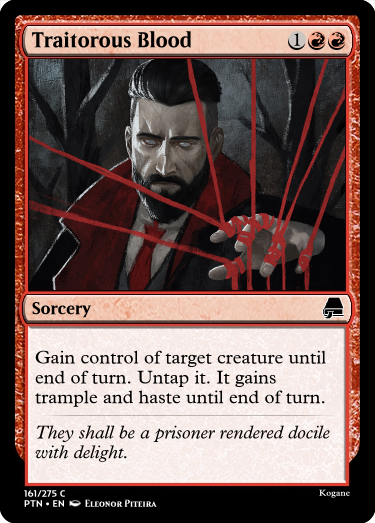 Traitorous Blood 1
Sorcery
Gain control of target creature until
end of turn. Untap it. It gains
trample and haste until end of turn.
They shall be a prisoner rendered docile
with delight.
161/275 C Kogane
PTN • EN Eleonor Piteira